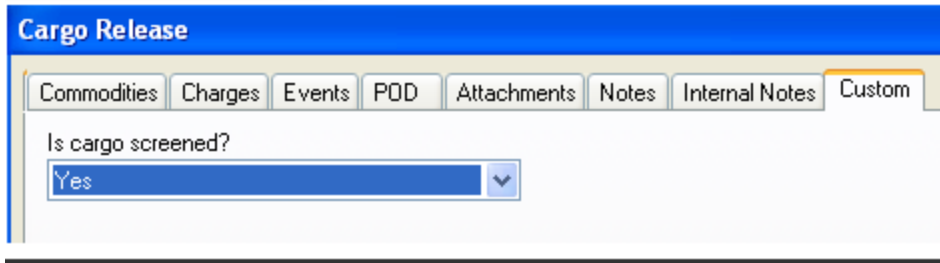 Cargo Release
Commodities Charges Events POD Attachments Notes Internal Notes Custom
Is cargo screened?
Yes